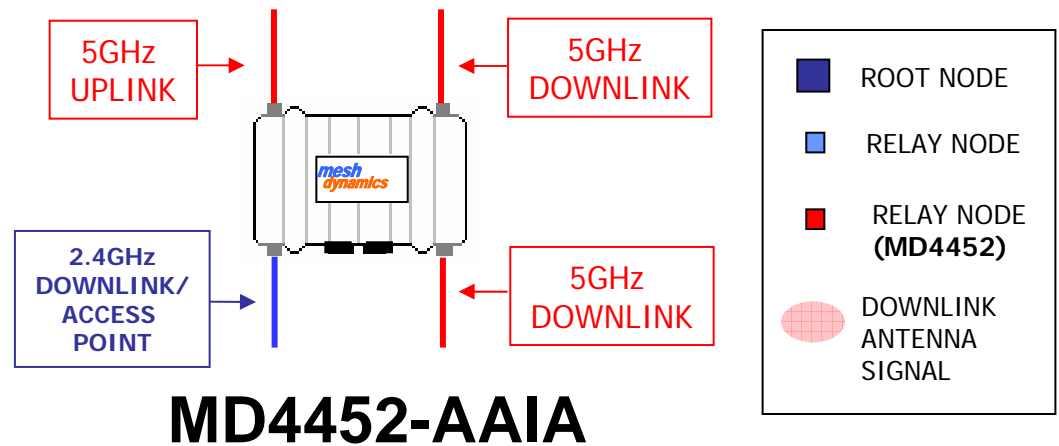 5GHz
UPLINK
5GHz
DOWNLINK
mesh
dynamics
2.4GHz
DOWNLINK/
ACCESS
POINT
5GHz
DOWNLINK
MD4452-AAIA
ROOT NODE
RELAY NODE
RELAY NODE
(MD4452)
DOWNLINK
ANTENNA
SIGNAL